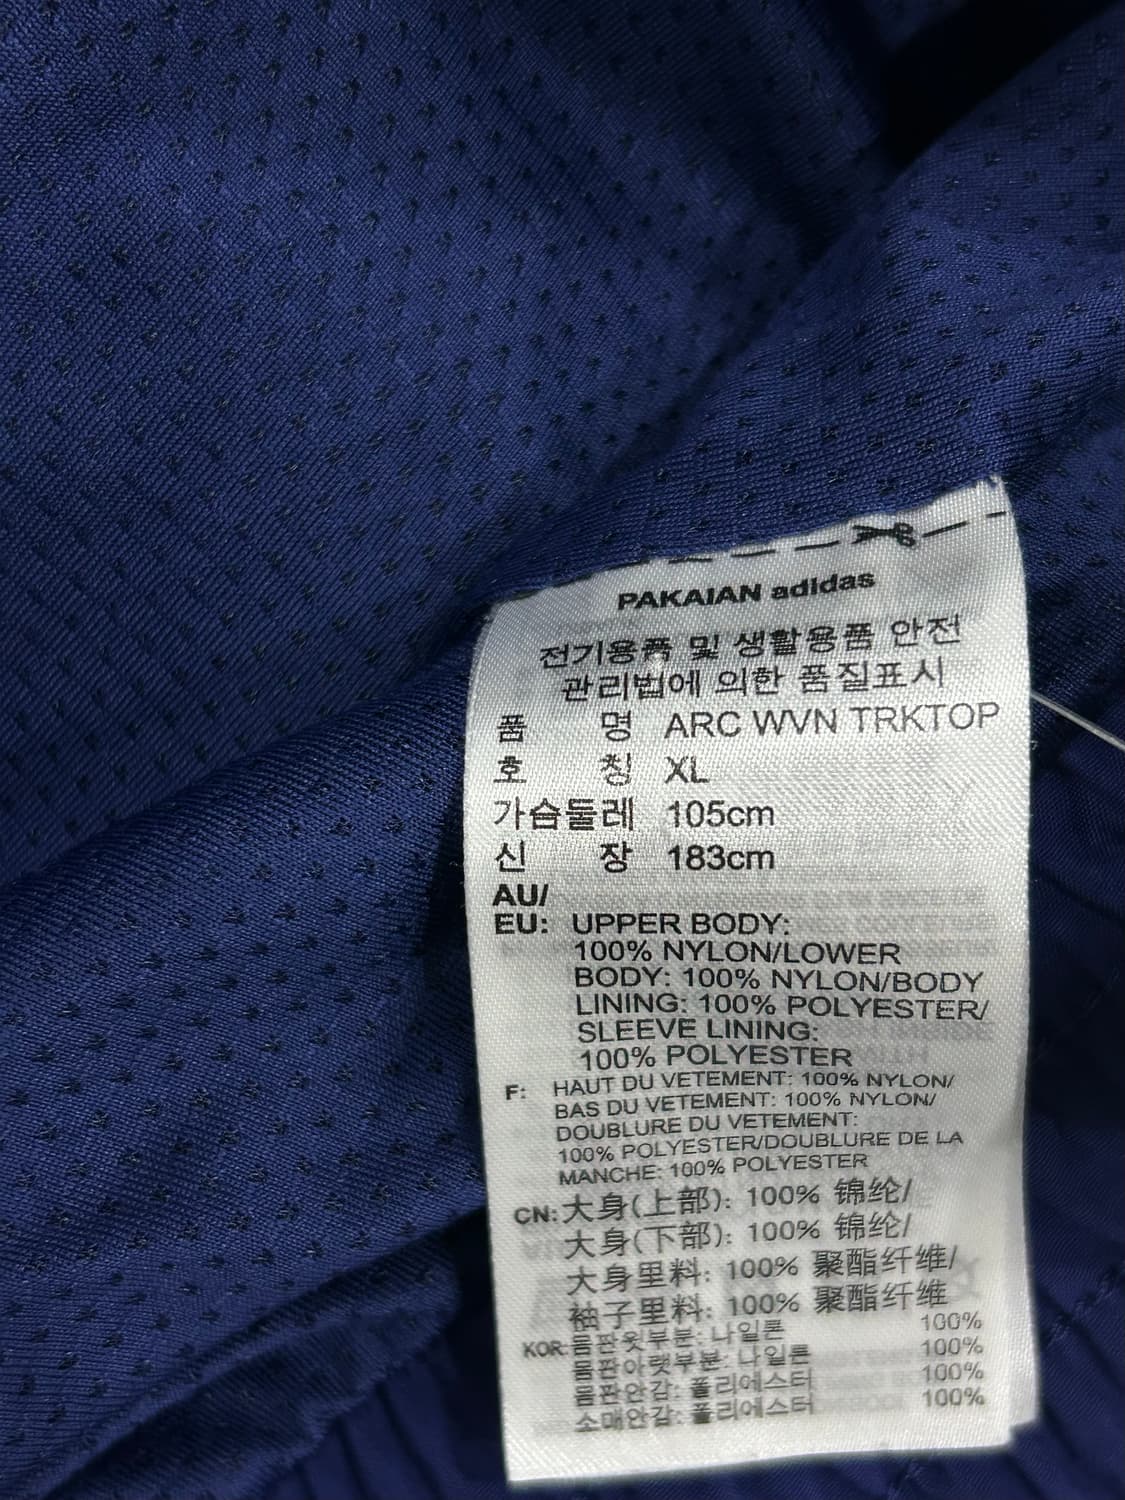 PAKAIAN adidas
전기용품 및 생활용품 안전
관리법에 의한 품질표시
품 명 ARC WVN TRKTOP
호 칭 XL
가슴둘레 105cm
신 장 183cm
AU/
EU: UPPER BODY:
100% NYLON/LOWER
BODY: 100% NYLON/BODY
LINING: 100% POLYESTER/
SLEEVE LINING:
100% POLYESTER
F: HAUT DU VETEMENT: 100% NYLON/
BAS DU VETEMENT: 100% NYLON/
DOUBLURE DU VETEMENT:
100% POLYESTER/DOUBLURE DE LA
MANCHE: 100% POLYESTER
CN: 大身(上部): 100% 锦纶/
大身(下部): 100% 锦纶/
大身里料: 100% 聚酯纤维/
袖子里料: 100% 聚酯纤维
KOR: 몸판윗부분: 나일론 100%
몸판아랫부분: 나일론 100%
몸판안감: 폴리에스터 100%
소매안감: 폴리에스터 100%